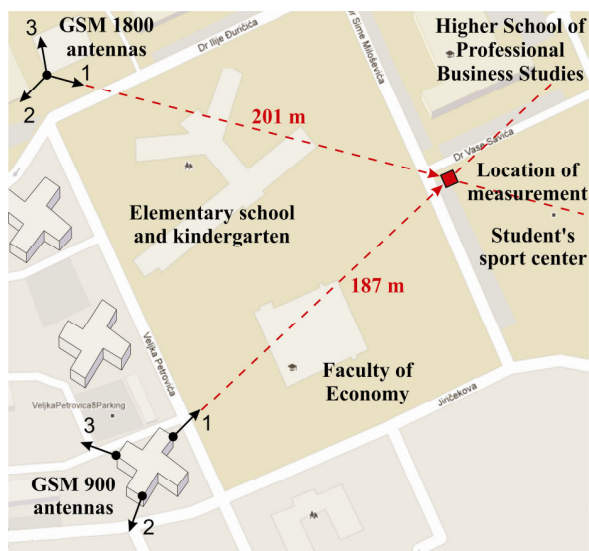 3
GSM 1800
antennas
1
2
Dr Ilije Đuričića
Dr Sime Miloševića
Higher School of
Professional
Business Studies
201 m
Dr Vase Savića
Location of
measurement
Elementary school
and kindergarten
Student's
sport center
187 m
Veljka Petrovića
Faculty of
Economy
Jiričekova
VeljkaPetrovica8Parking
1
3
GSM 900
antennas
2